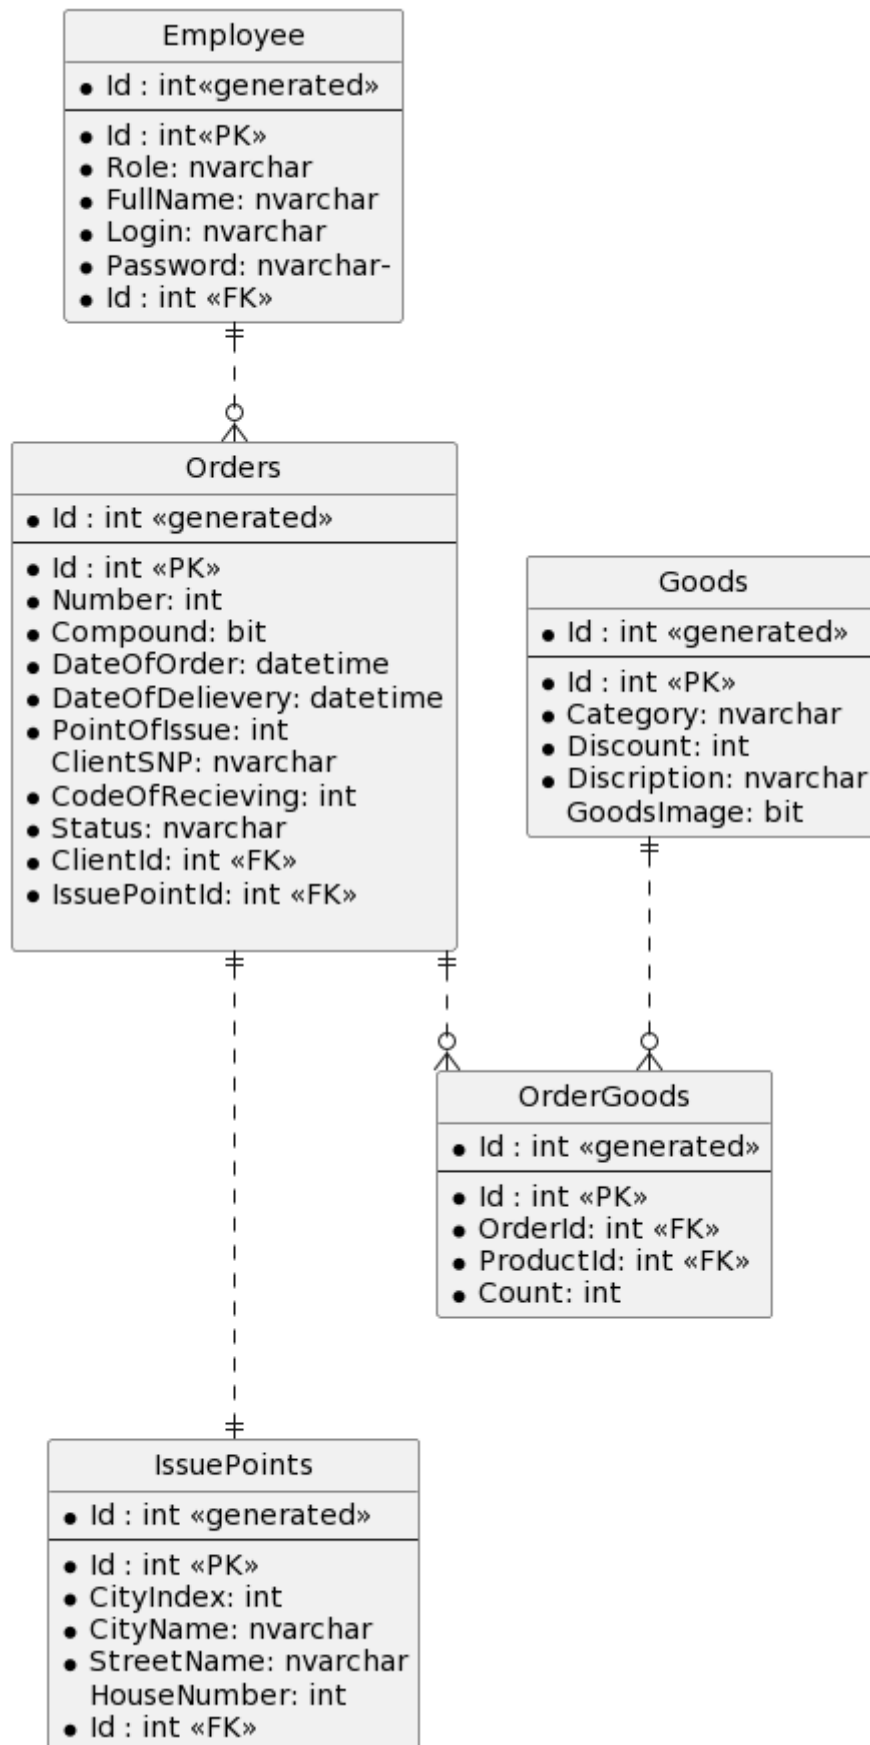 Employee
Id : int«generated»
Id : int«PK»
Role: nvarchar
FullName: nvarchar
Login: nvarchar
Password: nvarchar-
Id : int «FK»
Orders
Id : int «generated»
Id : int «PK»
Number: int
Compound: bit
DateOfOrder: datetime
DateOfDelievery: datetime
PointOfIssue: int
ClientSNP: nvarchar
CodeOfRecieving: int
Status: nvarchar
ClientId: int «FK»
IssuePointId: int «FK»
Goods
Id : int «generated»
Id : int «PK»
Category: nvarchar
Discount: int
Discription: nvarchar
GoodsImage: bit
OrderGoods
Id : int «generated»
Id : int «PK»
OrderId: int «FK»
ProductId: int «FK»
Count: int
IssuePoints
Id : int «generated»
Id : int «PK»
CityIndex: int
CityName: nvarchar
StreetName: nvarchar
HouseNumber: int
Id : int «FK»